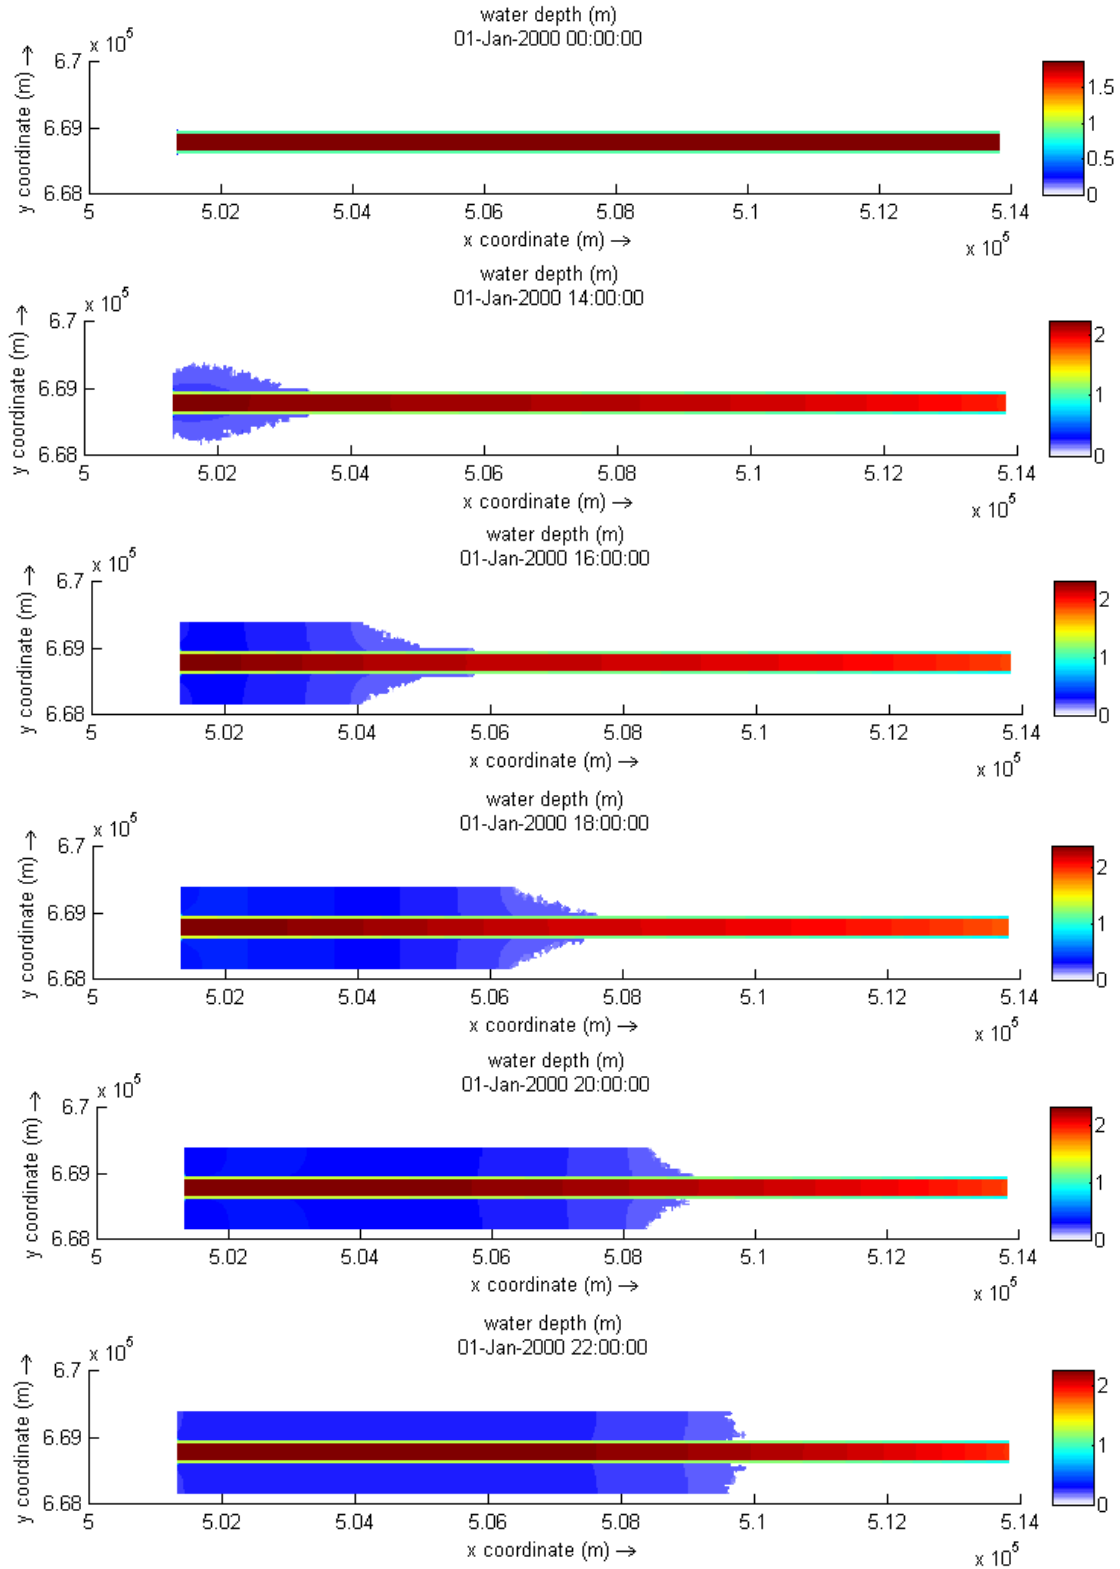 water depth (m)
01-Jan-2000 00:00:00
x 10^5
6.7
6.69
6.68
y coordinate (m) →
5 5.02 5.04 5.06 5.08 5.1 5.12 5.14
x coordinate (m) →
x 10^5
1.5
1
0.5
0
water depth (m)
01-Jan-2000 14:00:00
x 10^5
6.7
6.69
6.68
y coordinate (m) →
5 5.02 5.04 5.06 5.08 5.1 5.12 5.14
x coordinate (m) →
x 10^5
2
1
0
water depth (m)
01-Jan-2000 16:00:00
x 10^5
6.7
6.69
6.68
y coordinate (m) →
5 5.02 5.04 5.06 5.08 5.1 5.12 5.14
x coordinate (m) →
x 10^5
2
1
0
water depth (m)
01-Jan-2000 18:00:00
x 10^5
6.7
6.69
6.68
y coordinate (m) →
5 5.02 5.04 5.06 5.08 5.1 5.12 5.14
x coordinate (m) →
x 10^5
2
1
0
water depth (m)
01-Jan-2000 20:00:00
x 10^5
6.7
6.69
6.68
y coordinate (m) →
5 5.02 5.04 5.06 5.08 5.1 5.12 5.14
x coordinate (m) →
x 10^5
2
1
0
water depth (m)
01-Jan-2000 22:00:00
x 10^5
6.7
6.69
6.68
y coordinate (m) →
5 5.02 5.04 5.06 5.08 5.1 5.12 5.14
x coordinate (m) →
x 10^5
2
1
0